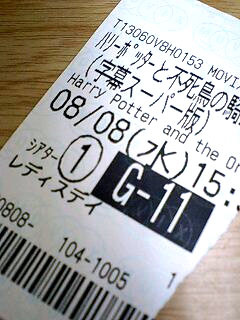 T13060V8H0153 MOVI
ハリーポッターと不死鳥の騎
(字幕スーパー版)
Harry Potter and the Or
08/08(水)15:
シアター 1 G-11
レディスデイ
0808- 104-1005 1